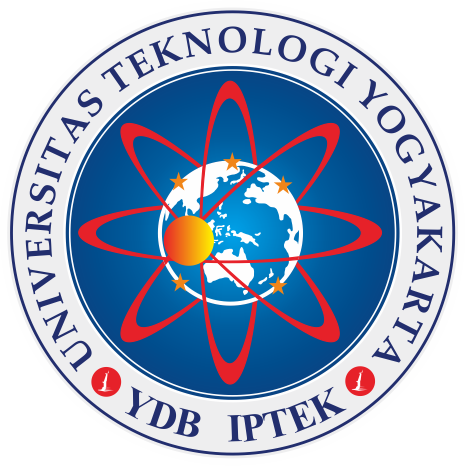 UNIVERSITAS TEKNOLOGI YOGYAKARTA
YDB IPTEK